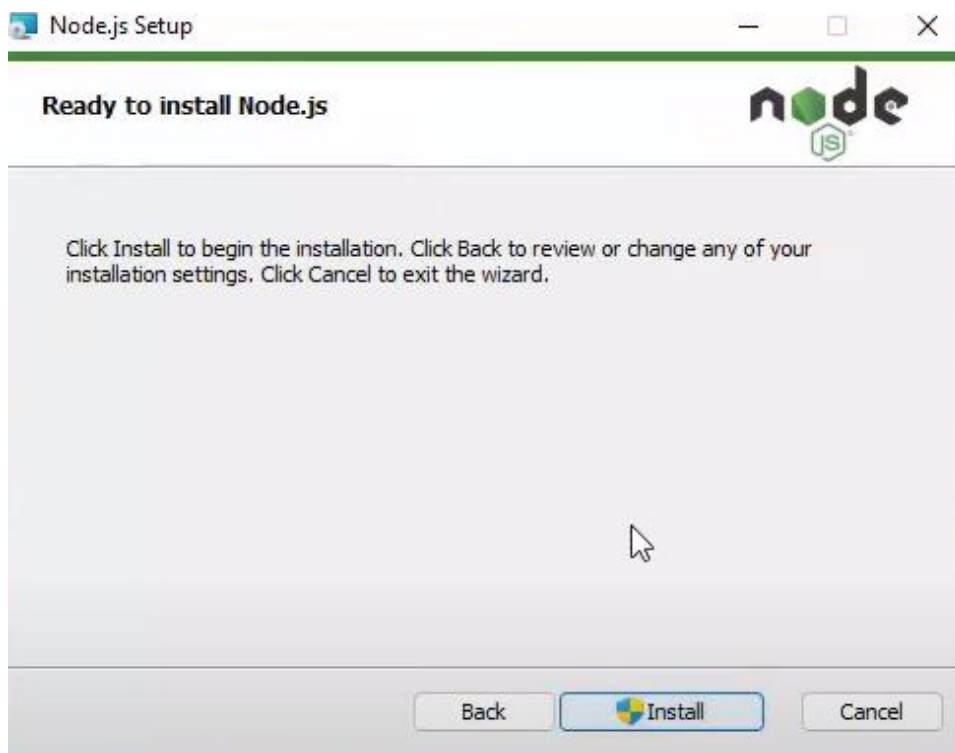 Node.js Setup
Ready to install Node.js
node
JS
Click Install to begin the installation. Click Back to review or change any of your
installation settings. Click Cancel to exit the wizard.
Back
Install
Cancel